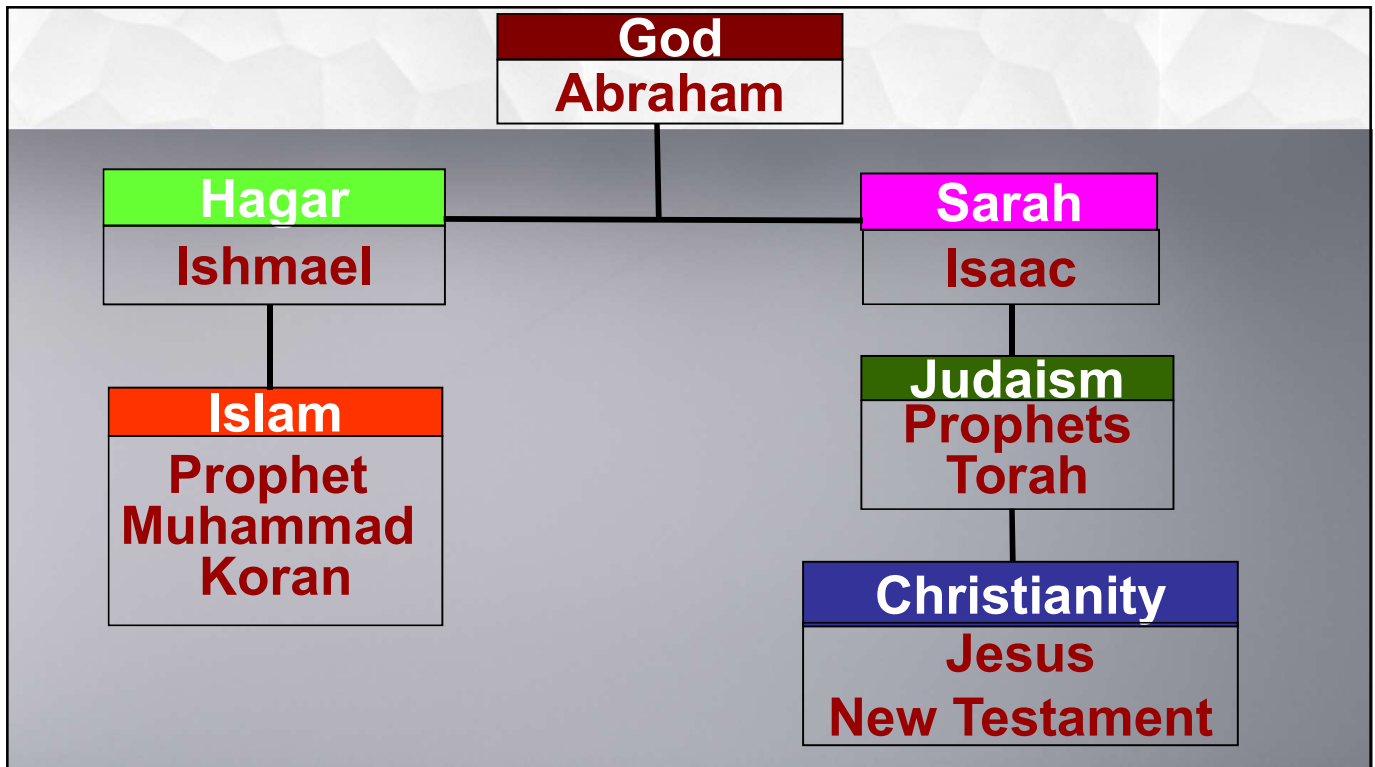 God
Abraham
Hagar
Ishmael
Sarah
Isaac
Islam
Prophet
Muhammad
Koran
Judaism
Prophets
Torah
Christianity
Jesus
New Testament